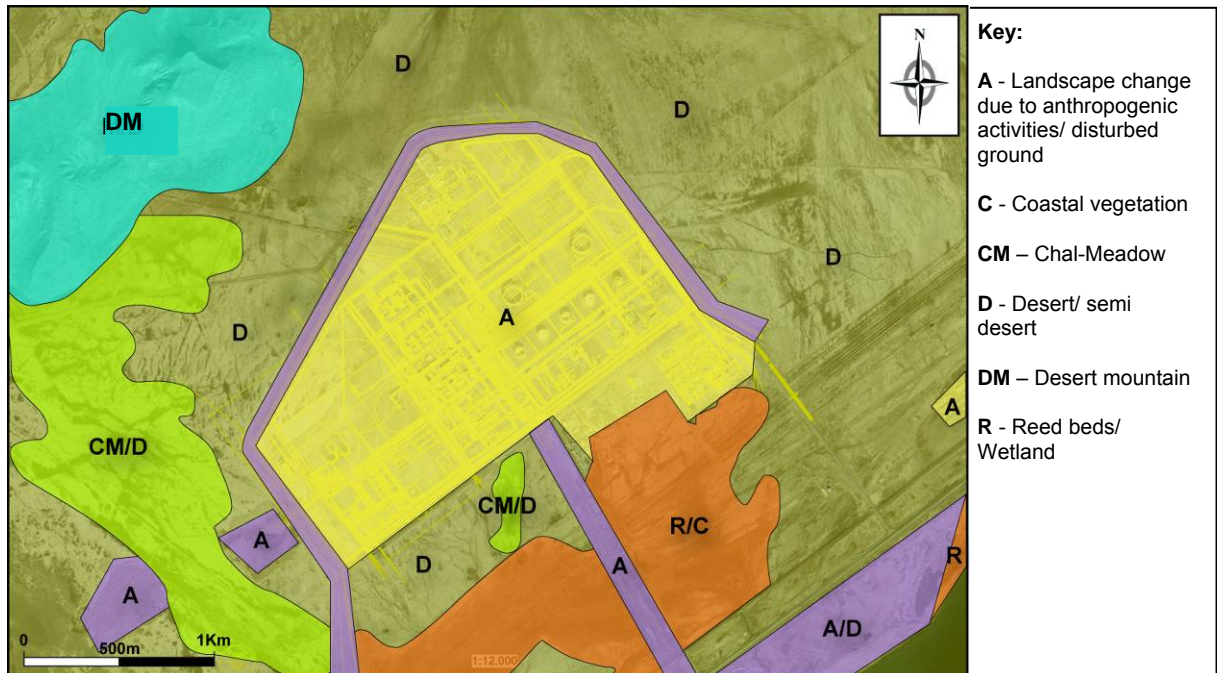 D
N
D
DM
D
D
A
A
CM/D
CM/D
R/C
A
D
R
A
A
A/D
0
1Km
500m
1:12,000
Key:
A - Landscape change
due to anthropogenic
activities/ disturbed
ground
C - Coastal vegetation
CM – Chal-Meadow
D - Desert/ semi
desert
DM – Desert mountain
R - Reed beds/
Wetland